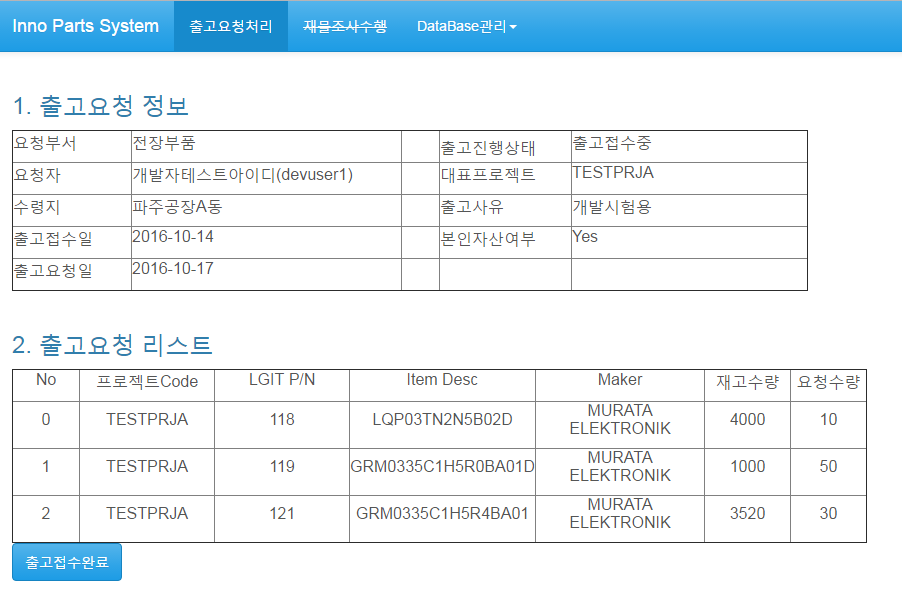 Inno Parts System 출고요청처리 재물조사수행 DataBase관리
1. 출고요청 정보
요청부서 전장부품 출고진행상태 출고접수중
요청자 개발자테스트아이디(devuser1) 대표프로젝트 TESTPRJA
수령지 파주공장A동 출고사유 개발시험용
출고접수일 2016-10-14 본인자산여부 Yes
출고요청일 2016-10-17
2. 출고요청 리스트
No 프로젝트Code LGIT P/N Item Desc Maker 재고수량 요청수량
0 TESTPRJA 118 LQP03TN2N5B02D MURATA ELEKTRONIK 4000 10
1 TESTPRJA 119 GRM0335C1H5R0BA01D MURATA ELEKTRONIK 1000 50
2 TESTPRJA 121 GRM0335C1H5R4BA01 MURATA ELEKTRONIK 3520 30
출고접수완료